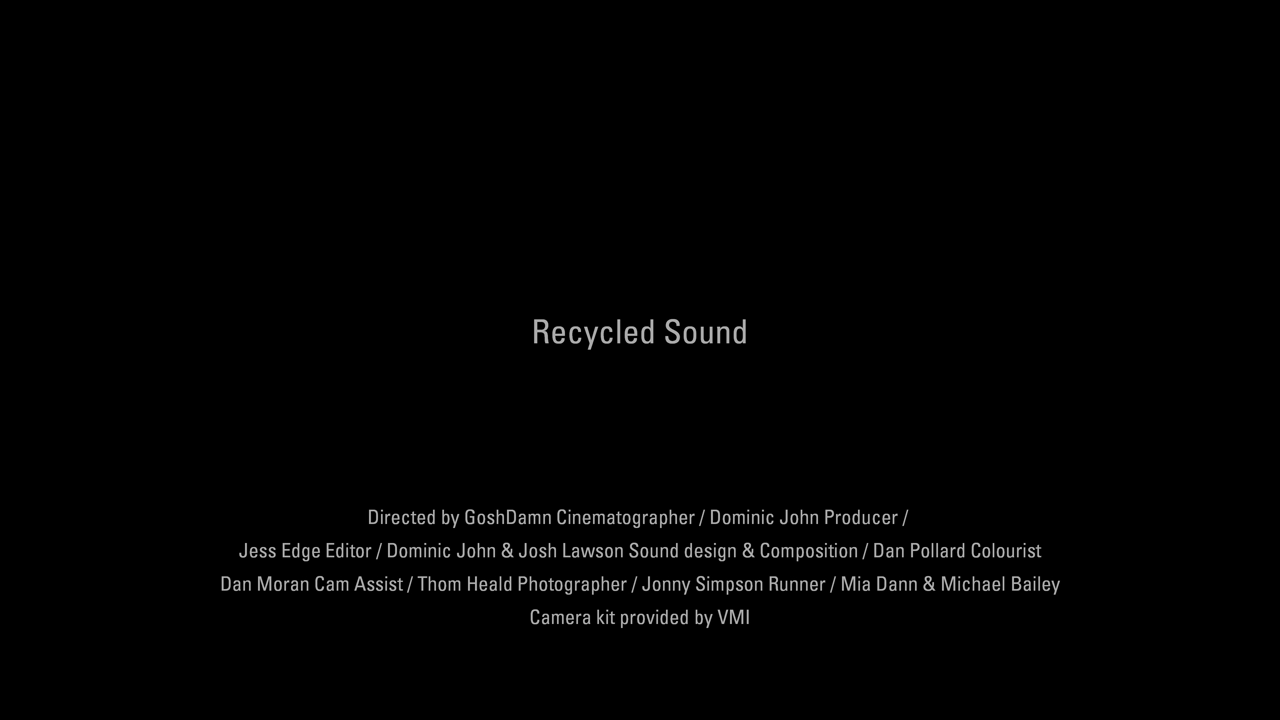 Recycled Sound
Directed by GoshDamn Cinematographer / Dominic John Producer /
Jess Edge Editor / Dominic John & Josh Lawson Sound design & Composition / Dan Pollard Colourist
Dan Moran Cam Assist / Thom Heald Photographer / Jonny Simpson Runner / Mia Dann & Michael Bailey
Camera kit provided by VMI